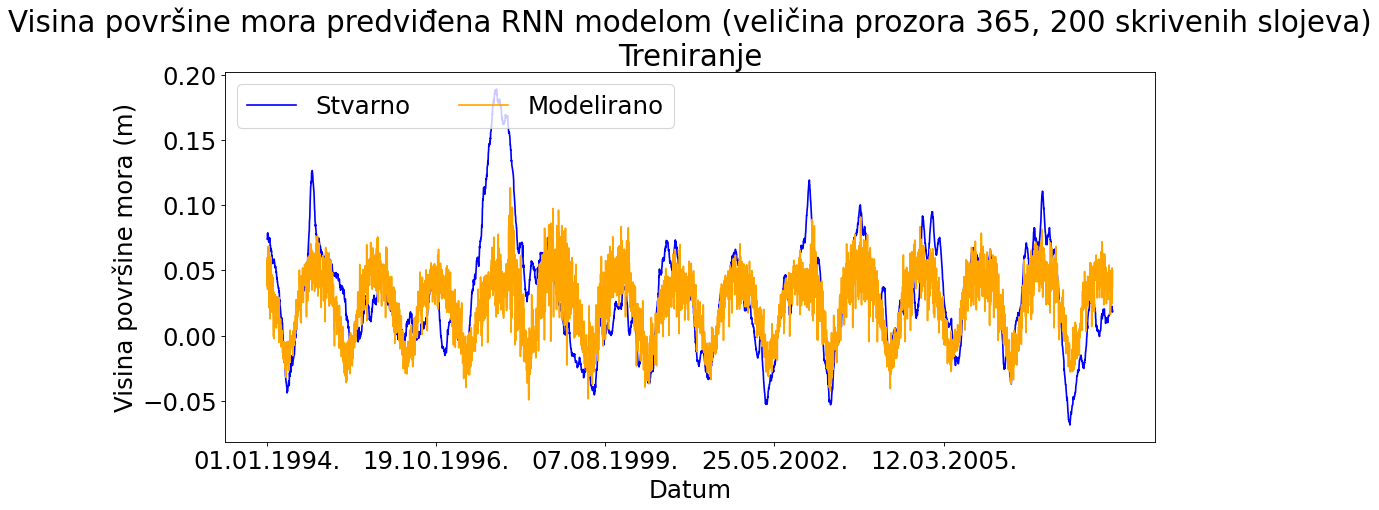 Visina površine mora predviđena RNN modelom (veličina prozora 365, 200 skrivenih slojeva)
Treniranje
Stvarno
Modelirano
Visina površine mora (m)
0.20
0.15
0.10
0.05
0.00
−0.05
01.01.1994.
19.10.1996.
07.08.1999.
25.05.2002.
12.03.2005.
Datum